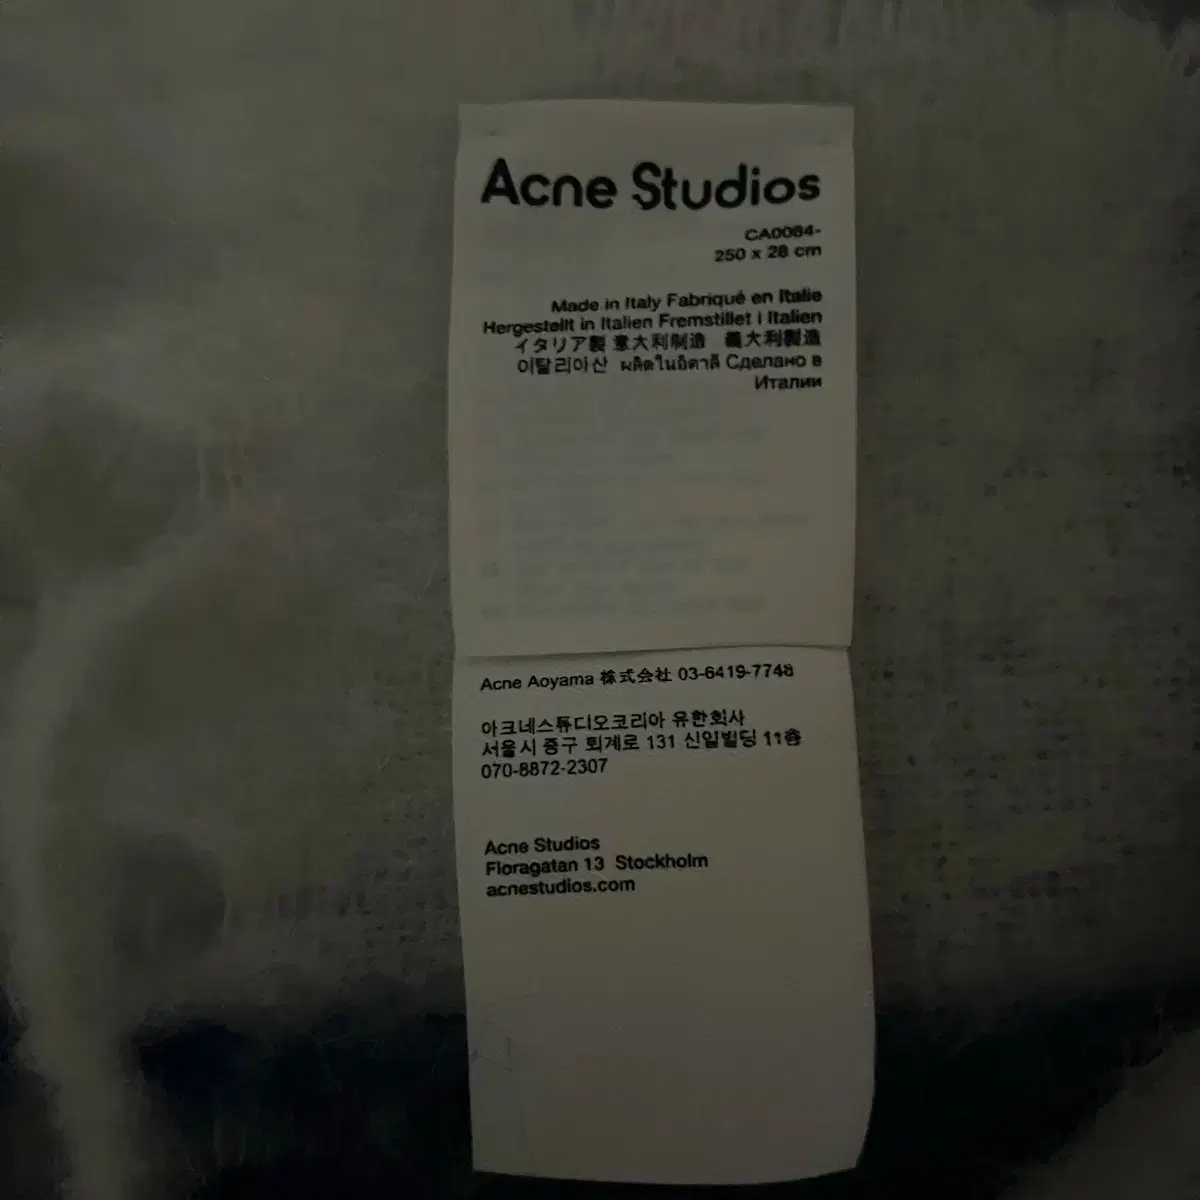 Acne Studios
CA0084-
250 x 28 cm
Made in Italy Fabriqué en Italie
Hergestellt in Italien Fremstillet i Italien
イタリア製 意大利制造 義大利製造
이탈리아산 ผลิตในอิตาลี Сделано в
Италии
Acne Aoyama 株式会社 03-6419-7748
아크네스튜디오코리아 유한회사
서울시 중구 퇴계로 131 신일빌딩 11층
070-8872-2307
Acne Studios
Floragatan 13 Stockholm
acnestudios.com